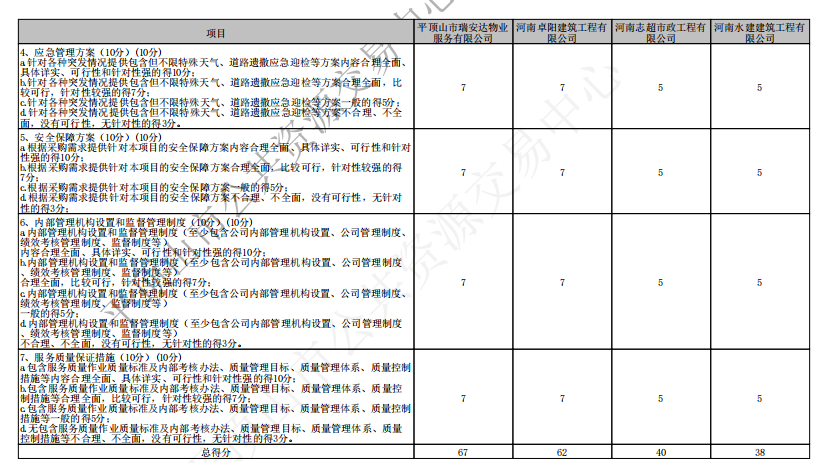 项目 平顶山市瑞安达物业 河南卓阳建筑工程有 河南志超市政工程有 河南水建建筑工程有
服务有限公司 限公司 限公司 限公司
4、应急管理方案（10分）(10分)
a.针对各种突发情况提供包含但不限特殊天气、道路遗撒应急迎检等方案内容合理全面、
具体详实、可行性和针对性强的得10分；
b.针对各种突发情况提供包含但不限特殊天气、道路遗撒应急迎检等方案合理全面，比
较可行，针对性较强的得7分；
c.针对各种突发情况提供包含但不限特殊天气、道路遗撒应急迎检等方案一般的得5分；
d.针对各种突发情况提供包含但不限特殊天气、道路遗撒应急迎检等方案不合理、不全
面，没有可行性，无针对性的得3分。
7 7 5 5
5、安全保障方案（10分）(10分)
a.根据采购需求提供针对本项目的安全保障方案内容合理全面、具体详实、可行性和针对
性强的得10分；
b.根据采购需求提供针对本项目的安全保障方案合理全面，比较可行，针对性较强的得
7分；
c.根据采购需求提供针对本项目的安全保障方案一般的得5分；
d.根据采购需求提供针对本项目的安全保障方案不合理、不全面，没有可行性，无针对
性的得3分；
7 7 5 5
6、内部管理机构设置和监督管理制度（10分）(10分)
a.内部管理机构设置和监督管理制度（至少包含公司内部管理机构设置、公司管理制度、
绩效考核管理制度、监督制度等）
内容合理全面、具体详实、可行性和针对性强的得10分；
b.内部管理机构设置和监督管理制度（至少包含公司内部管理机构设置、公司管理制度
、绩效考核管理制度、监督制度等）
合理全面，比较可行，针对性较强的得7分；
c.内部管理机构设置和监督管理制度（至少包含公司内部管理机构设置、公司管理制度、
绩效考核管理制度、监督制度等）
一般的得5分；
d.内部管理机构设置和监督管理制度（至少包含公司内部管理机构设置、公司管理制度
、绩效考核管理制度、监督制度等）
不合理、不全面，没有可行性，无针对性的得3分。
7 7 5 5
7、服务质量保证措施（10分）(10分)
a.包含服务质量作业质量标准及内部考核办法、质量管理目标、质量管理体系、质量控制
措施等内容合理全面、具体详实、可行性和针对性强的得10分；
b.包含服务质量作业质量标准及内部考核办法、质量管理目标、质量管理体系、质量控
制措施等合理全面，比较可行，针对性较强的得7分；
c.包含服务质量作业质量标准及内部考核办法、质量管理目标、质量管理体系、质量控制
措施等一般的得5分；
d.无包含服务质量作业质量标准及内部考核办法、质量管理目标、质量管理体系、质量
控制措施等不合理、不全面，没有可行性，无针对性的得3分。
7 7 5 5
总得分 67 62 40 38